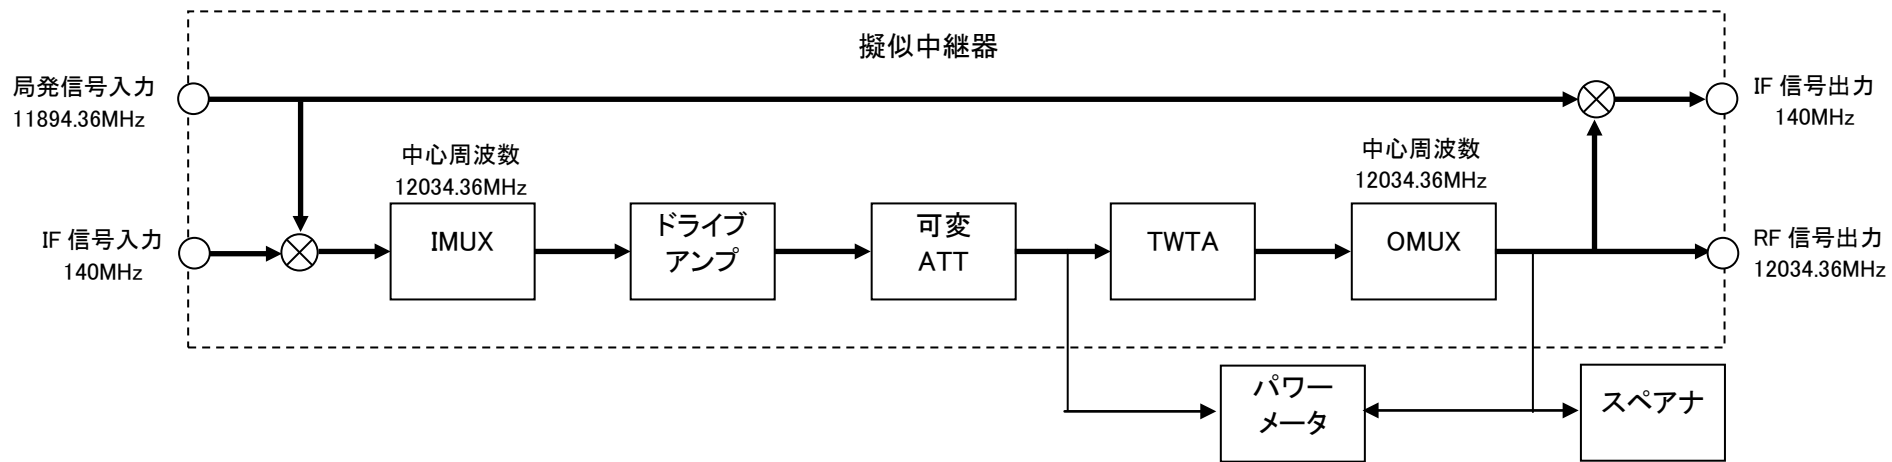 擬似中継器
局発信号入力
11894.36MHz
IF 信号出力
140MHz
中心周波数
12034.36MHz
中心周波数
12034.36MHz
IF 信号入力
140MHz
IMUX
ドライブ
アンプ
可変
ATT
TWTA
OMUX
RF 信号出力
12034.36MHz
パワー
メータ
スペアナ